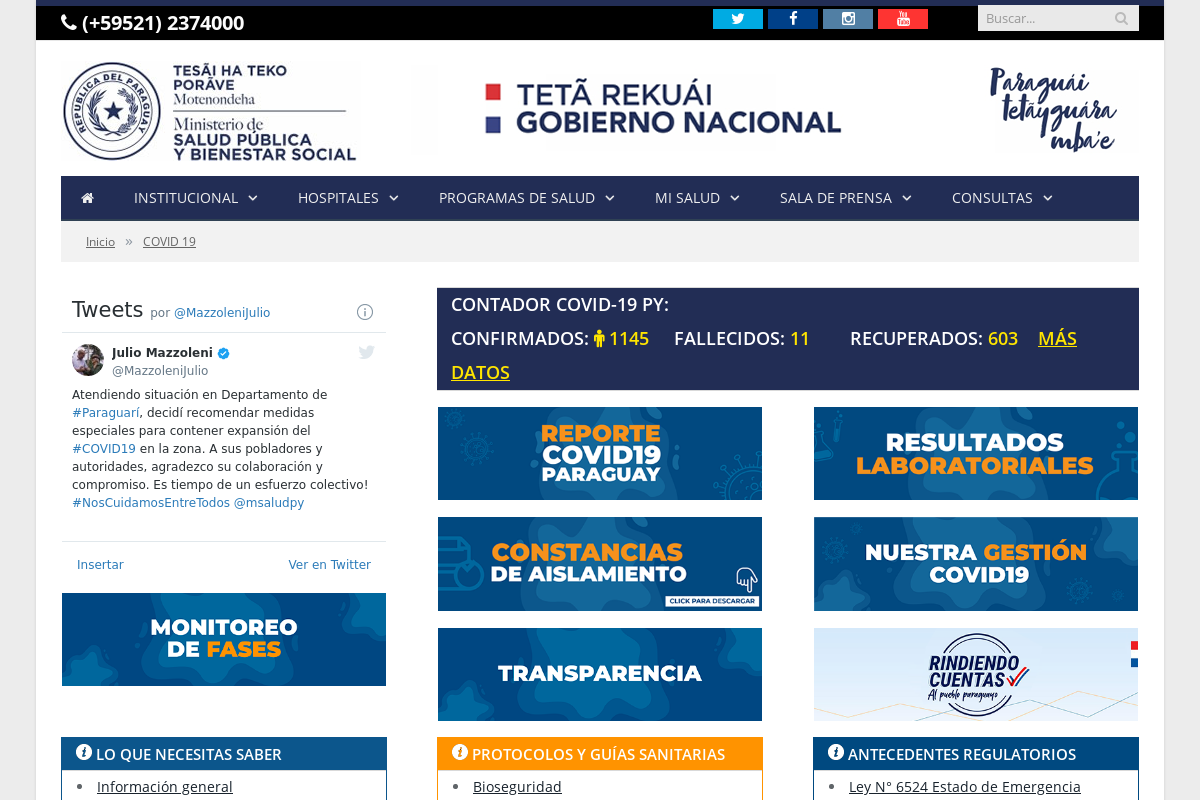 (+59521) 2374000
Buscar...
REPUBLICA DEL PARAGUAY
TESÃI HA TEKO
PORÃVE
Motenondeha
Ministerio de
SALUD PÚBLICA
Y BIENESTAR SOCIAL
TETÃ REKUÁI
GOBIERNO NACIONAL
Paraguái
tetãyguára
mba'e
INSTITUCIONAL
HOSPITALES
PROGRAMAS DE SALUD
MI SALUD
SALA DE PRENSA
CONSULTAS
Inicio » COVID 19
Tweets por @MazzoleniJulio
Julio Mazzoleni
@MazzoleniJulio
Atendiendo situación en Departamento de
#Paraguarí, decidí recomendar medidas
especiales para contener expansión del
#COVID19 en la zona. A sus pobladores y
autoridades, agradezco su colaboración y
compromiso. Es tiempo de un esfuerzo colectivo!
#NosCuidamosEntreTodos @msaludpy
Insertar
Ver en Twitter
MONITOREO
DE FASES
CONTADOR COVID-19 PY:
CONFIRMADOS: 1145 FALLECIDOS: 11 RECUPERADOS: 603 MÁS
DATOS
REPORTE
COVID19
PARAGUAY
RESULTADOS
LABORATORIALES
CONSTANCIAS
DE AISLAMIENTO
CLICK PARA DESCARGAR
NUESTRA GESTIÓN
COVID19
TRANSPARENCIA
RINDIENDO
CUENTAS
Al pueblo paraguayo
LO QUE NECESITAS SABER
Información general
PROTOCOLOS Y GUÍAS SANITARIAS
Bioseguridad
ANTECEDENTES REGULATORIOS
Ley N° 6524 Estado de Emergencia